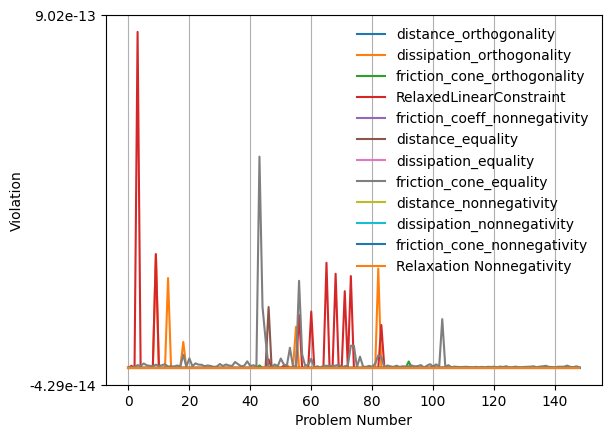 9.02e-13
distance_orthogonality
dissipation_orthogonality
friction_cone_orthogonality
RelaxedLinearConstraint
friction_coeff_nonnegativity
distance_equality
dissipation_equality
friction_cone_equality
distance_nonnegativity
dissipation_nonnegativity
friction_cone_nonnegativity
Relaxation Nonnegativity
Violation
-4.29e-14
0 20 40 60 80 100 120 140
Problem Number